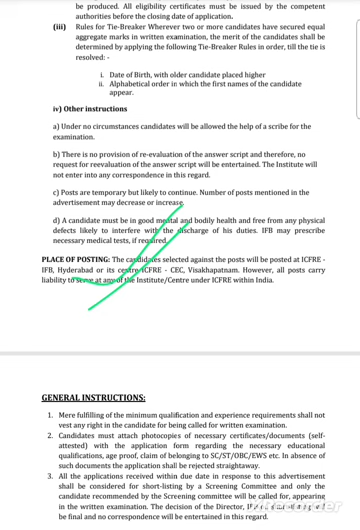 be produced. All eligibility certificates must be issued by the competent
authorities before the closing date of application.
(iii) Rules for Tie-Breaker Wherever two or more candidates have secured equal
aggregate marks in written examination, the merit of the candidates shall be
determined by applying the following Tie-Breaker Rules in order, till the tie is
resolved: -
i. Date of Birth, with older candidate placed higher
ii. Alphabetical order in which the first names of the candidate
appear.
iv) Other instructions
a) Under no circumstances candidates will be allowed the help of a scribe for the
examination.
b) There is no provision of re-evaluation of the answer script and therefore, no
request for reevaluation of the answer script will be entertained. The Institute will
not enter into any correspondence in this regard.
c) Posts are temporary but likely to continue. Number of posts mentioned in the
advertisement may decrease or increase.
d) A candidate must be in good mental and bodily health and free from any physical
defects likely to interfere with the discharge of his duties. IFB may prescribe
necessary medical tests, if required.
PLACE OF POSTING: The candidates selected against the posts will be posted at ICFRE -
IFB, Hyderabad or its centre ICFRE - CEC, Visakhapatnam. However, all posts carry
liability to serve at any of the Institute/Centre under ICFRE within India.
GENERAL INSTRUCTIONS:
1. Mere fulfilling of the minimum qualification and experience requirements shall not
vest any right in the candidate for being called for written examination.
2. Candidates must attach photocopies of necessary certificates/documents (self-
attested) with the application form regarding the necessary educational
qualifications, age proof, claim of belonging to SC/ST/OBC/EWS etc. In absence of
such documents the application shall be rejected straightaway.
3. All the applications received within due date in response to this advertisement
shall be considered for short-listing by a Screening Committee and only the
candidate recommended by the Screening committee will be called for, appearing
in the written examination. The decision of the Director,
be final and no correspondence will be entertained in this regard.